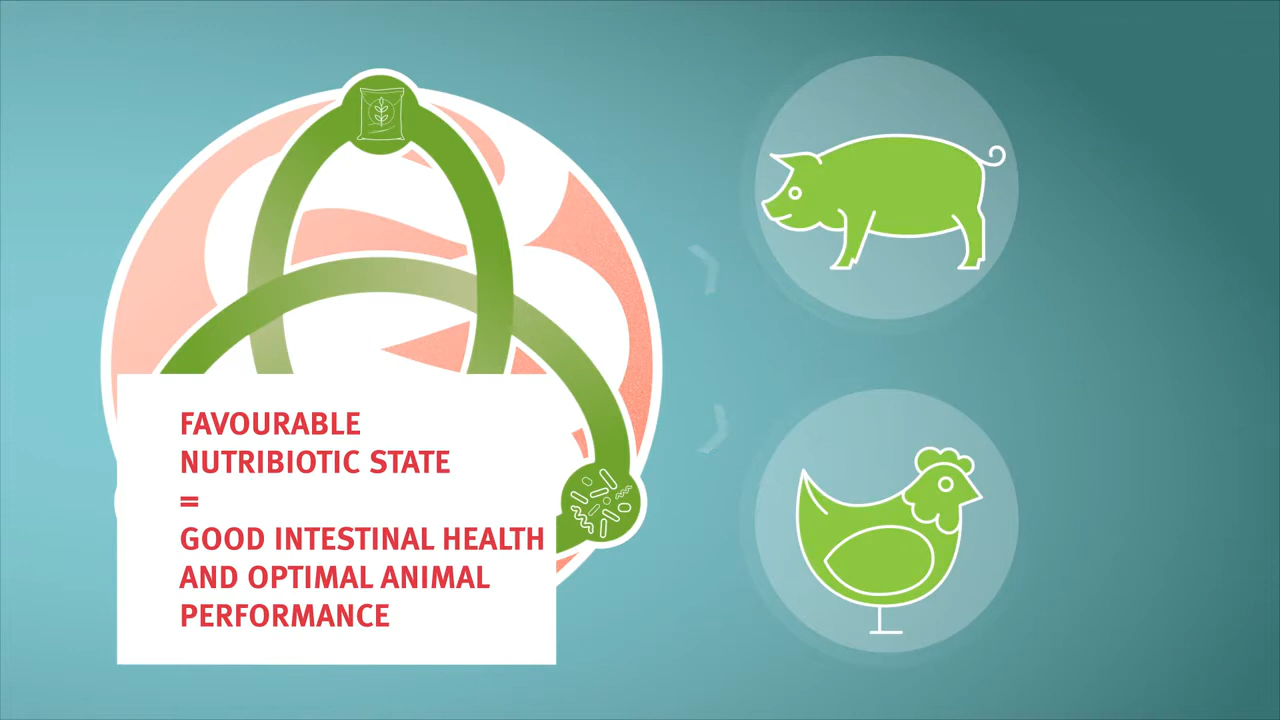 FAVOURABLE
NUTRIBIOTIC STATE
=
GOOD INTESTINAL HEALTH
AND OPTIMAL ANIMAL
PERFORMANCE